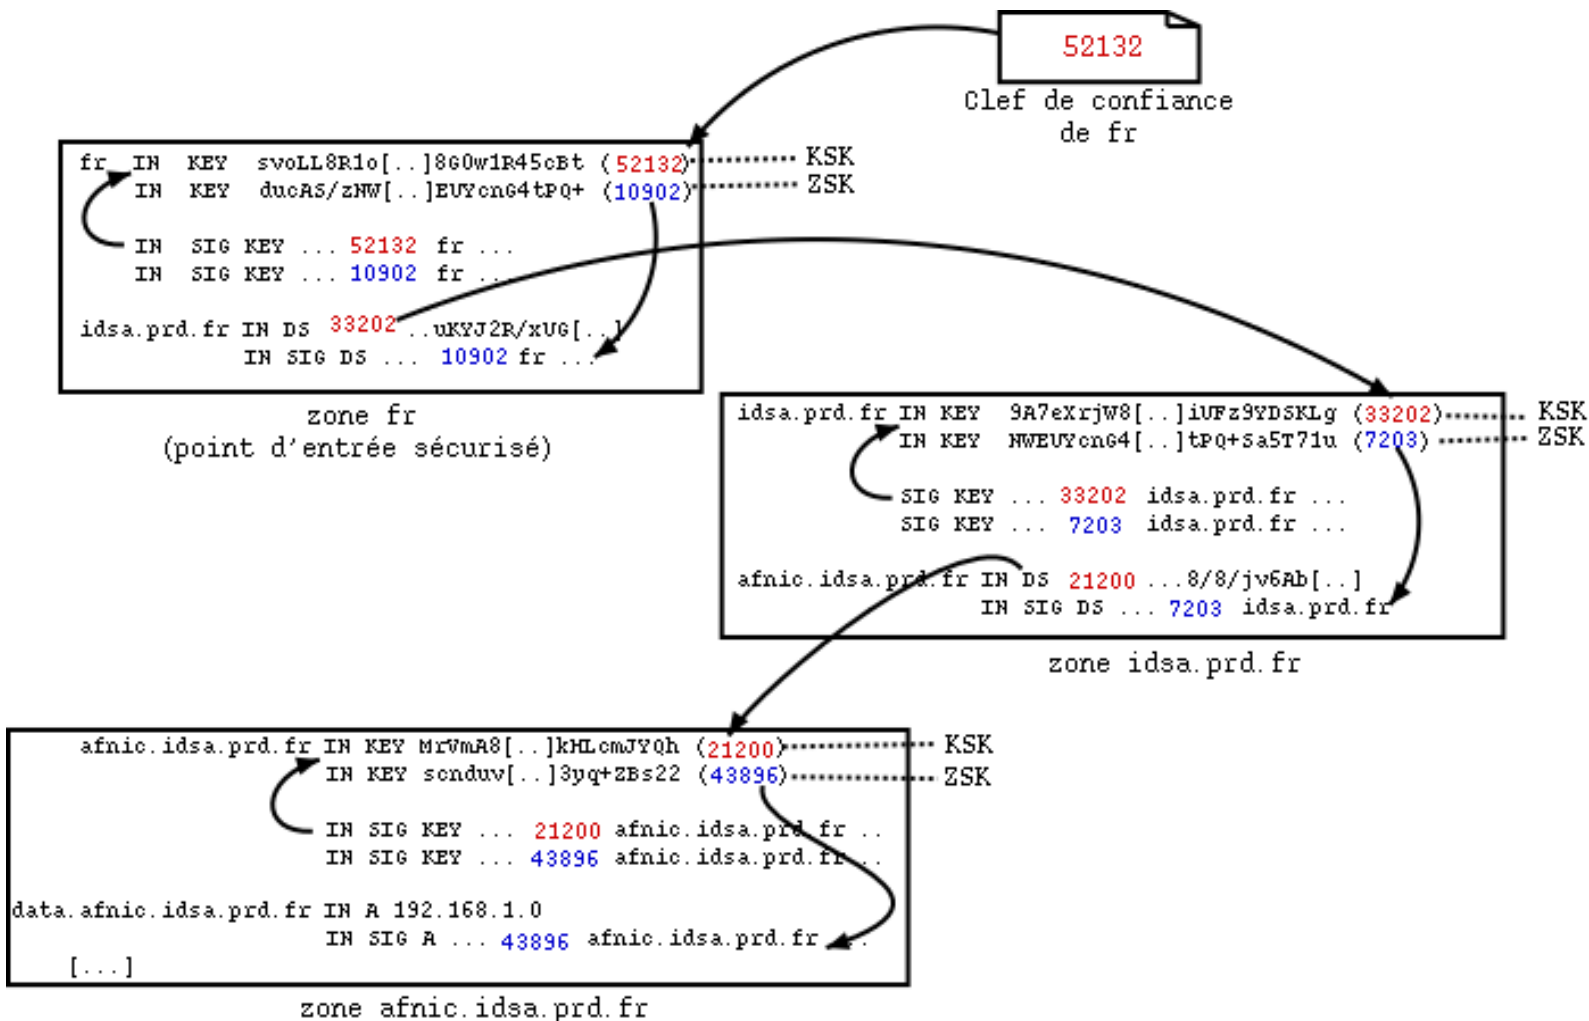 52132
Clef de confiance
de fr
fr IN KEY svoLL8R1o[..]8G0w1R45cBt (52132) KSK
IN KEY ducAS/zNW[..]EUYcnG4tPQ+ (10902) ZSK
IN SIG KEY ... 52132 fr ...
IN SIG KEY ... 10902 fr ...
idsa.prd.fr IN DS 33202 ..uKYJ2R/xUG[..]
IN SIG DS ... 10902 fr ...
zone fr
(point d'entrée sécurisé)
idsa.prd.fr IN KEY 9A7eXrjW8[..]iUFz9YDSKLg (33202) KSK
IN KEY NWEUYcnG4[..]tPQ+Sa5T71u (7203) ZSK
SIG KEY ... 33202 idsa.prd.fr ...
SIG KEY ... 7203 idsa.prd.fr ...
afnic.idsa.prd.fr IN DS 21200 ...8/8/jv6Ab[..]
IN SIG DS ... 7203 idsa.prd.fr
zone idsa.prd.fr
afnic.idsa.prd.fr IN KEY MrVmA8[..]kHLcmJYQh (21200) KSK
IN KEY scnduv[..]3yq+ZBs22 (43896) ZSK
IN SIG KEY ... 21200 afnic.idsa.prd.fr ..
IN SIG KEY ... 43896 afnic.idsa.prd.fr ..
data.afnic.idsa.prd.fr IN A 192.168.1.0
IN SIG A ... 43896 afnic.idsa.prd.fr ..
[...]
zone afnic.idsa.prd.fr